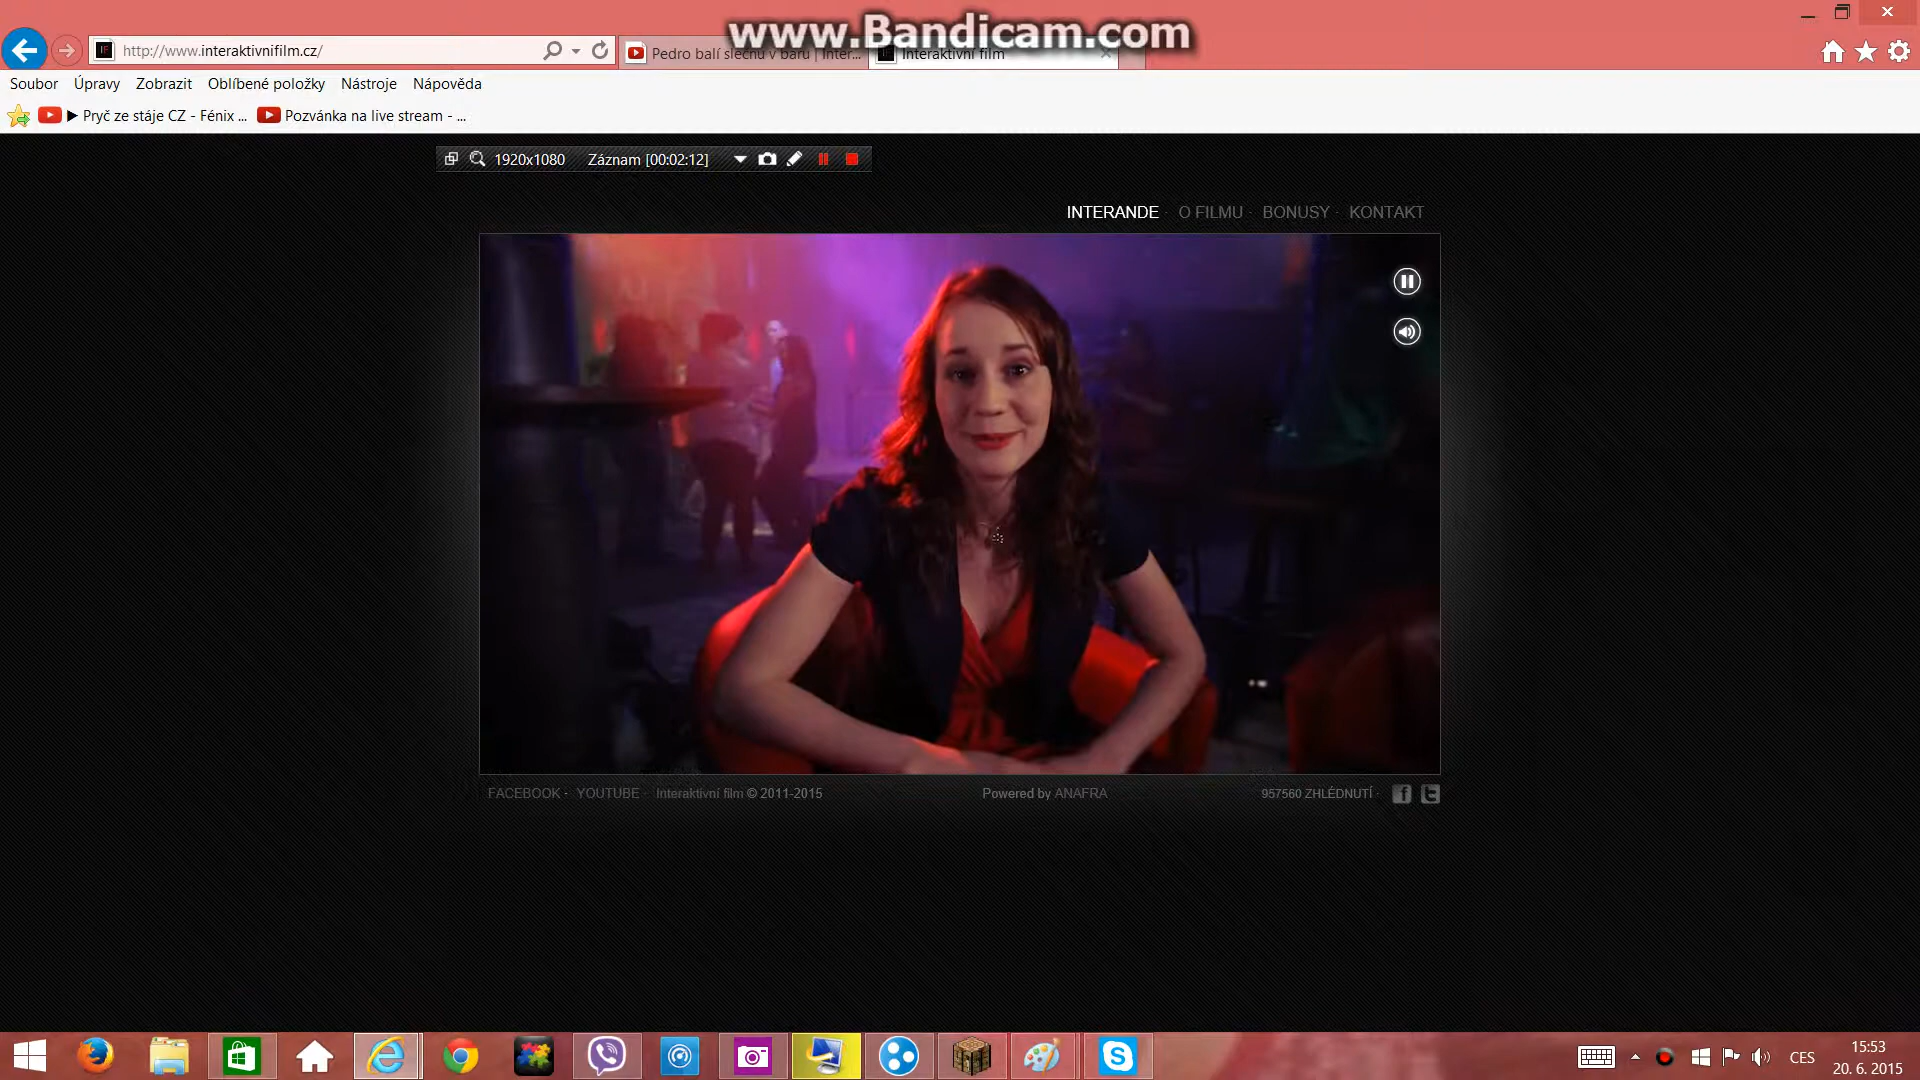 www.Bandicam.com
http://www.interaktivnifilm.cz/
Pedro balí slečnu v baru | Inter...
Interaktivní film
Soubor Úpravy Zobrazit Oblíbené položky Nástroje Nápověda
▶ Pryč ze stáje CZ - Fénix ... Pozvánka na live stream - ...
1920x1080 Záznam [00:02:12]
INTERANDE · O FILMU · BONUSY · KONTAKT
FACEBOOK · YOUTUBE · Interaktivní film © 2011-2015 Powered by ANAFRA 957560 ZHLÉDNUTÍ ·
CES
15:53
20. 6. 2015